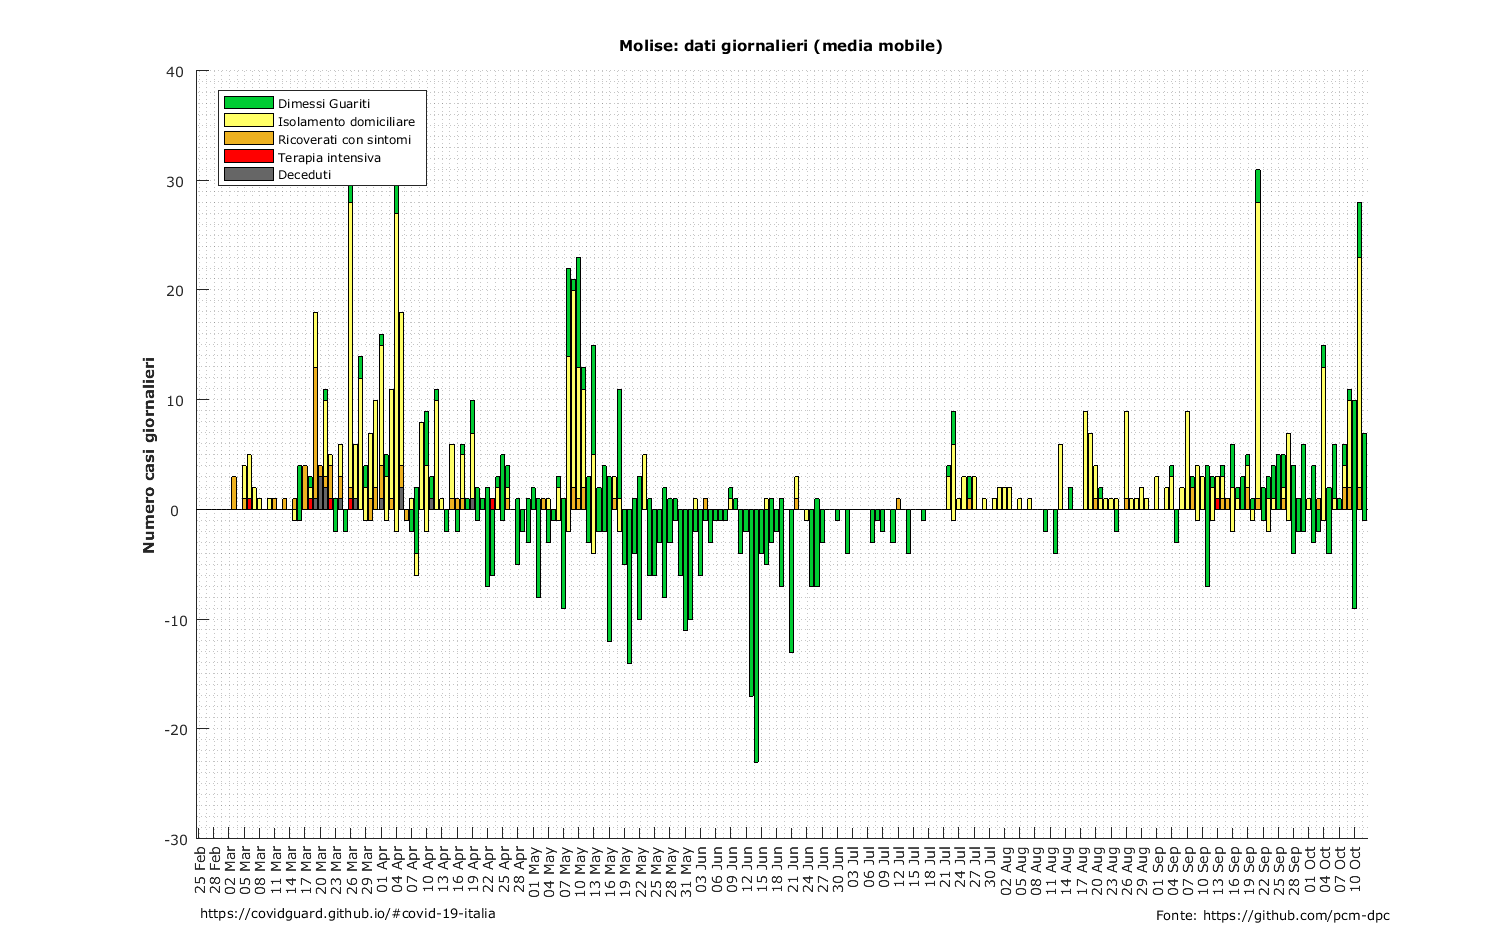 Molise: dati giornalieri (media mobile)
Numero casi giornalieri
40
30
20
10
0
-10
-20
-30
Dimessi Guariti
Isolamento domiciliare
Ricoverati con sintomi
Terapia intensiva
Deceduti
25 Feb
28 Feb
02 Mar
05 Mar
08 Mar
11 Mar
14 Mar
17 Mar
20 Mar
23 Mar
26 Mar
29 Mar
01 Apr
04 Apr
07 Apr
10 Apr
13 Apr
16 Apr
19 Apr
22 Apr
25 Apr
28 Apr
01 May
04 May
07 May
10 May
13 May
16 May
19 May
22 May
25 May
28 May
31 May
03 Jun
06 Jun
09 Jun
12 Jun
15 Jun
18 Jun
21 Jun
24 Jun
27 Jun
30 Jun
03 Jul
06 Jul
09 Jul
12 Jul
15 Jul
18 Jul
21 Jul
24 Jul
27 Jul
30 Jul
02 Aug
05 Aug
08 Aug
11 Aug
14 Aug
17 Aug
20 Aug
23 Aug
26 Aug
29 Aug
01 Sep
04 Sep
07 Sep
10 Sep
13 Sep
16 Sep
19 Sep
22 Sep
25 Sep
28 Sep
01 Oct
04 Oct
07 Oct
10 Oct
https://covidguard.github.io/#covid-19-italia
Fonte: https://github.com/pcm-dpc